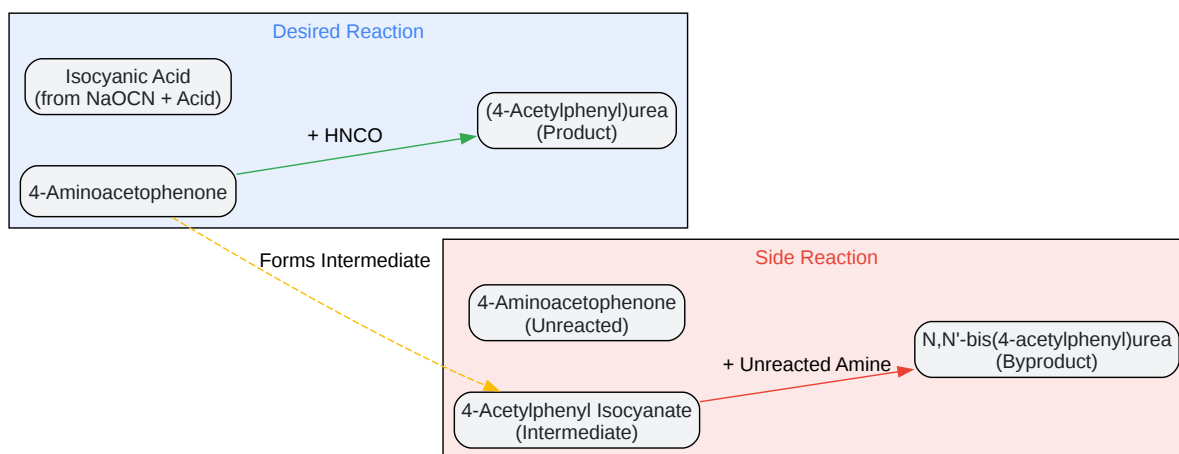 Desired Reaction
Isocyanic Acid
(from NaOCN + Acid)
(4-Acetylphenyl)urea
(Product)
+ HNCO
4-Aminoacetophenone
Forms Intermediate
Side Reaction
4-Aminoacetophenone
(Unreacted)
N,N'-bis(4-acetylphenyl)urea
(Byproduct)
+ Unreacted Amine
4-Acetylphenyl Isocyanate
(Intermediate)